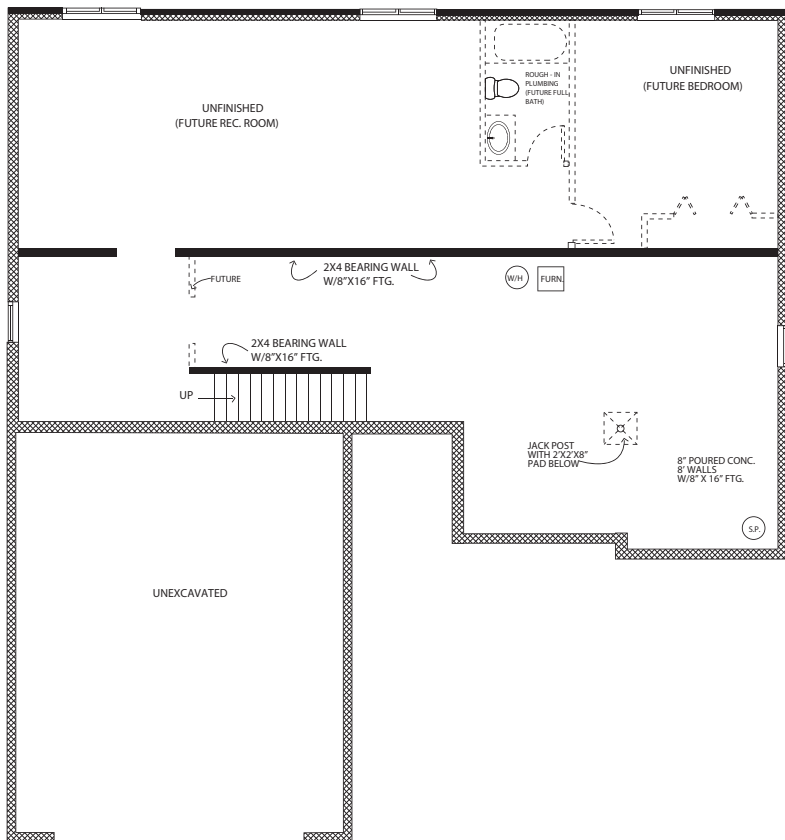 ROUGH - IN
PLUMBING
(FUTURE FULL
BATH)
UNFINISHED
(FUTURE BEDROOM)
UNFINISHED
(FUTURE REC. ROOM)
2X4 BEARING WALL
W/8"X16" FTG.
FUTURE
W/H
FURN.
2X4 BEARING WALL
W/8"X16" FTG.
UP
JACK POST
WITH 2'X2'X8"
PAD BELOW
8" POURED CONC.
8' WALLS
W/8" X 16" FTG.
S.P.
UNEXCAVATED